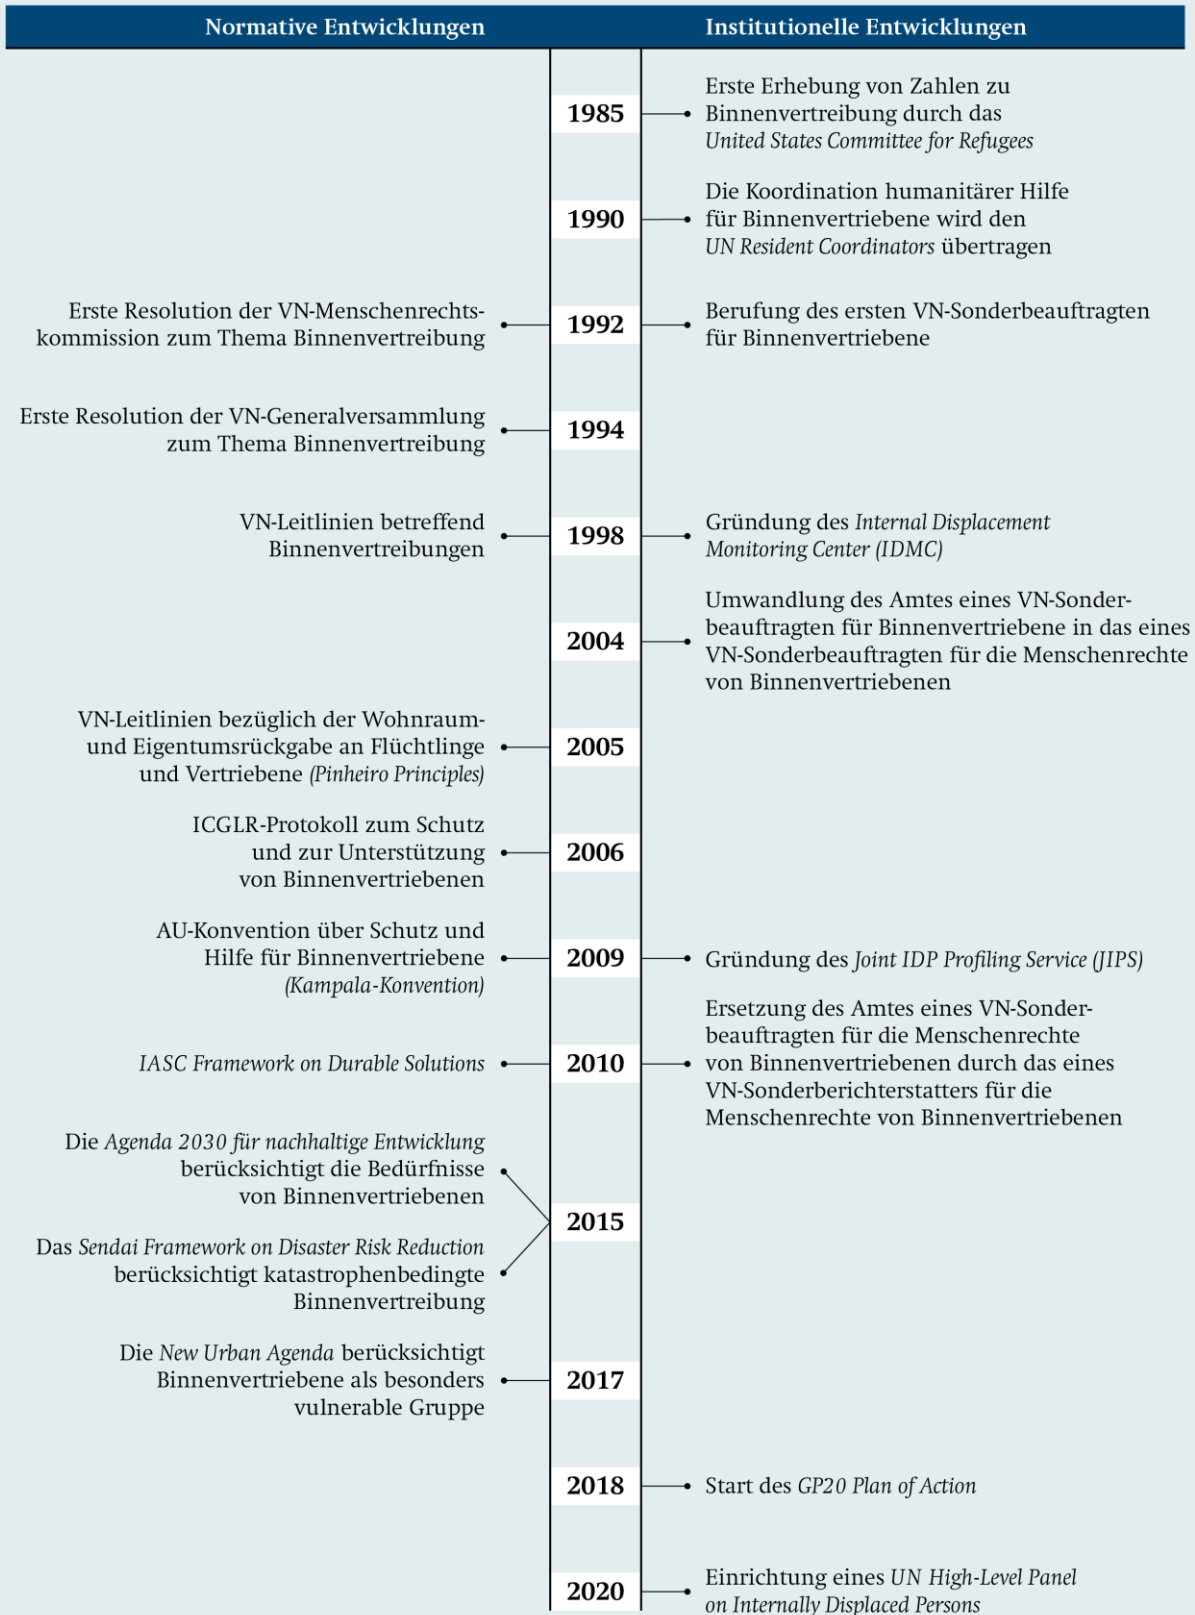 Normative Entwicklungen
Institutionelle Entwicklungen
1985
Erste Erhebung von Zahlen zu
Binnenvertreibung durch das
United States Committee for Refugees
1990
Die Koordination humanitärer Hilfe
für Binnenvertriebene wird den
UN Resident Coordinators übertragen
Erste Resolution der VN-Menschenrechts-
kommission zum Thema Binnenvertreibung
1992
Berufung des ersten VN-Sonderbeauftragten
für Binnenvertriebene
Erste Resolution der VN-Generalversammlung
zum Thema Binnenvertreibung
1994
VN-Leitlinien betreffend
Binnenvertreibungen
1998
Gründung des Internal Displacement
Monitoring Center (IDMC)
2004
Umwandlung des Amtes eines VN-Sonder-
beauftragten für Binnenvertriebene in das eines
VN-Sonderbeauftragten für die Menschenrechte
von Binnenvertriebenen
VN-Leitlinien bezüglich der Wohnraum-
und Eigentumsrückgabe an Flüchtlinge
und Vertriebene (Pinheiro Principles)
2005
ICGLR-Protokoll zum Schutz
und zur Unterstützung
von Binnenvertriebenen
2006
AU-Konvention über Schutz und
Hilfe für Binnenvertriebene
(Kampala-Konvention)
2009
Gründung des Joint IDP Profiling Service (JIPS)
IASC Framework on Durable Solutions
2010
Ersetzung des Amtes eines VN-Sonder-
beauftragten für die Menschenrechte
von Binnenvertriebenen durch das eines
VN-Sonderberichterstatters für die
Menschenrechte von Binnenvertriebenen
Die Agenda 2030 für nachhaltige Entwicklung
berücksichtigt die Bedürfnisse
von Binnenvertriebenen
2015
Das Sendai Framework on Disaster Risk Reduction
berücksichtigt katastrophenbedingte
Binnenvertreibung
Die New Urban Agenda berücksichtigt
Binnenvertriebene als besonders
vulnerable Gruppe
2017
2018
Start des GP20 Plan of Action
2020
Einrichtung eines UN High-Level Panel
on Internally Displaced Persons